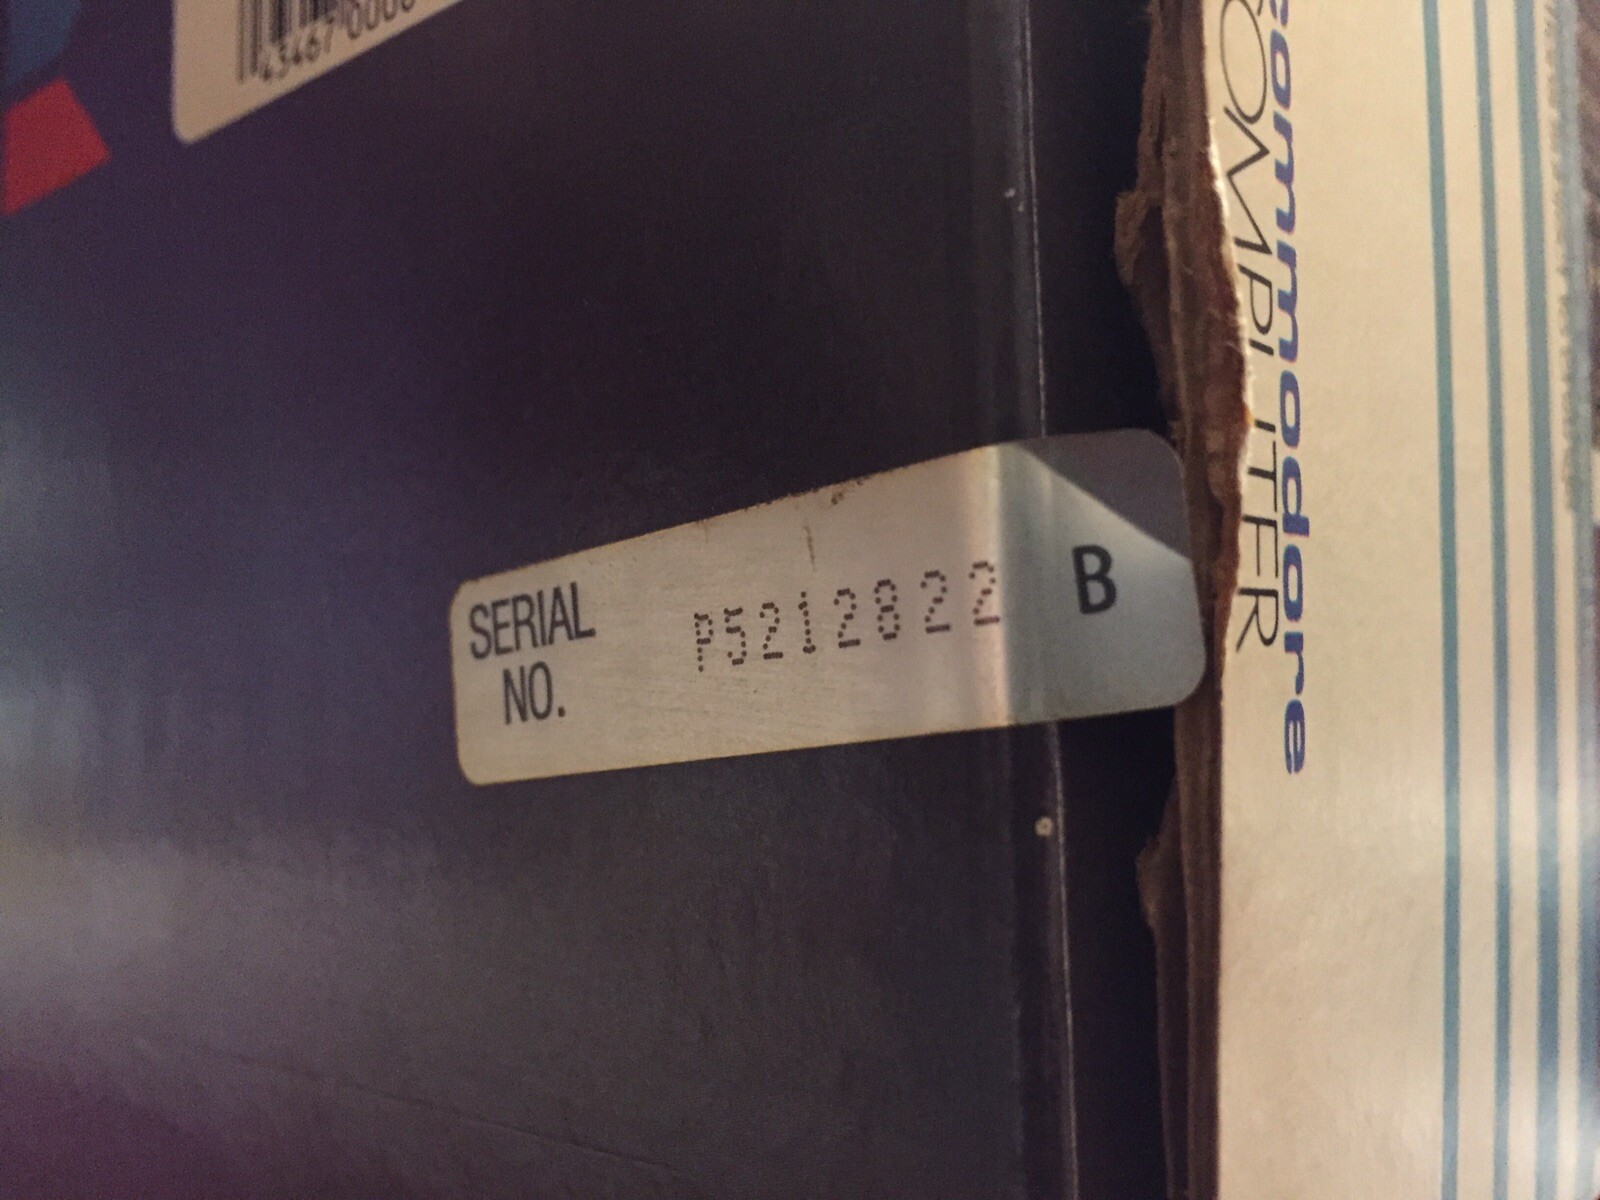 SERIAL
NO.
P5212822
B
commodore
COMPUTER